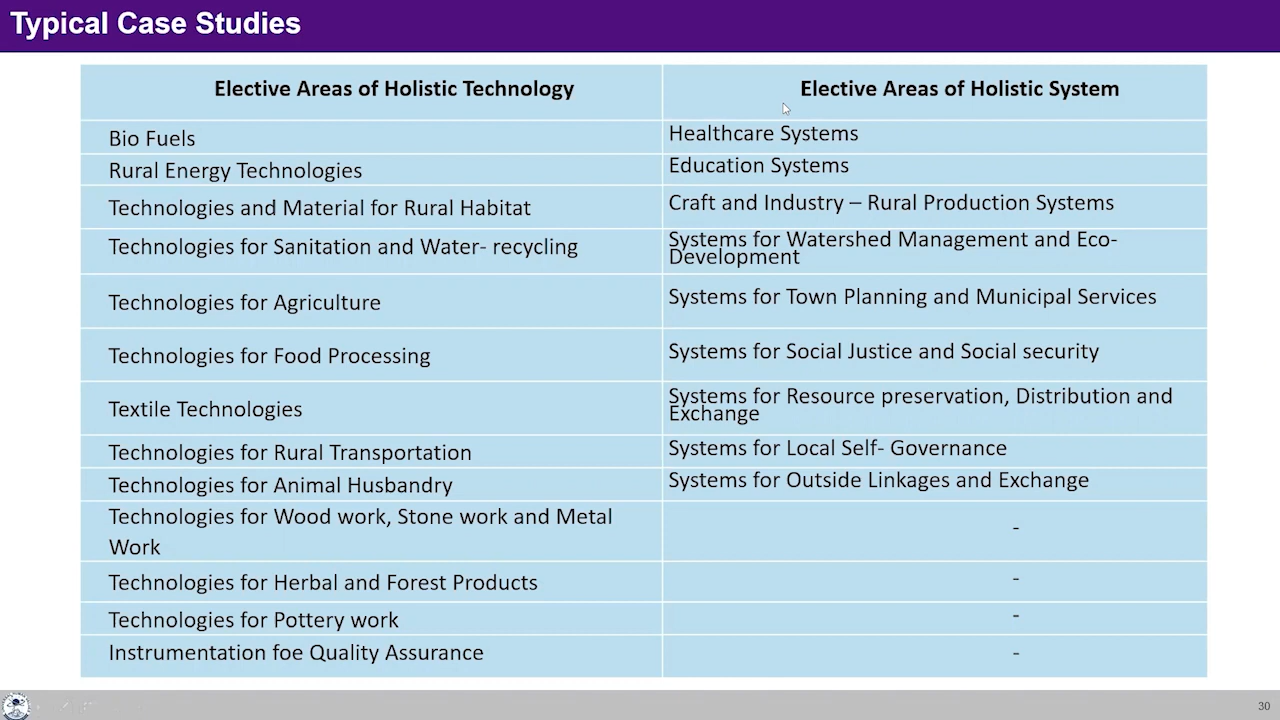 Typical Case Studies
Elective Areas of Holistic Technology
Elective Areas of Holistic System
Bio Fuels
Healthcare Systems
Rural Energy Technologies
Education Systems
Technologies and Material for Rural Habitat
Craft and Industry – Rural Production Systems
Technologies for Sanitation and Water- recycling
Systems for Watershed Management and Eco-
Development
Technologies for Agriculture
Systems for Town Planning and Municipal Services
Technologies for Food Processing
Systems for Social Justice and Social security
Textile Technologies
Systems for Resource preservation, Distribution and
Exchange
Technologies for Rural Transportation
Systems for Local Self- Governance
Technologies for Animal Husbandry
Systems for Outside Linkages and Exchange
Technologies for Wood work, Stone work and Metal
Work
-
Technologies for Herbal and Forest Products
-
Technologies for Pottery work
-
Instrumentation foe Quality Assurance
-
30